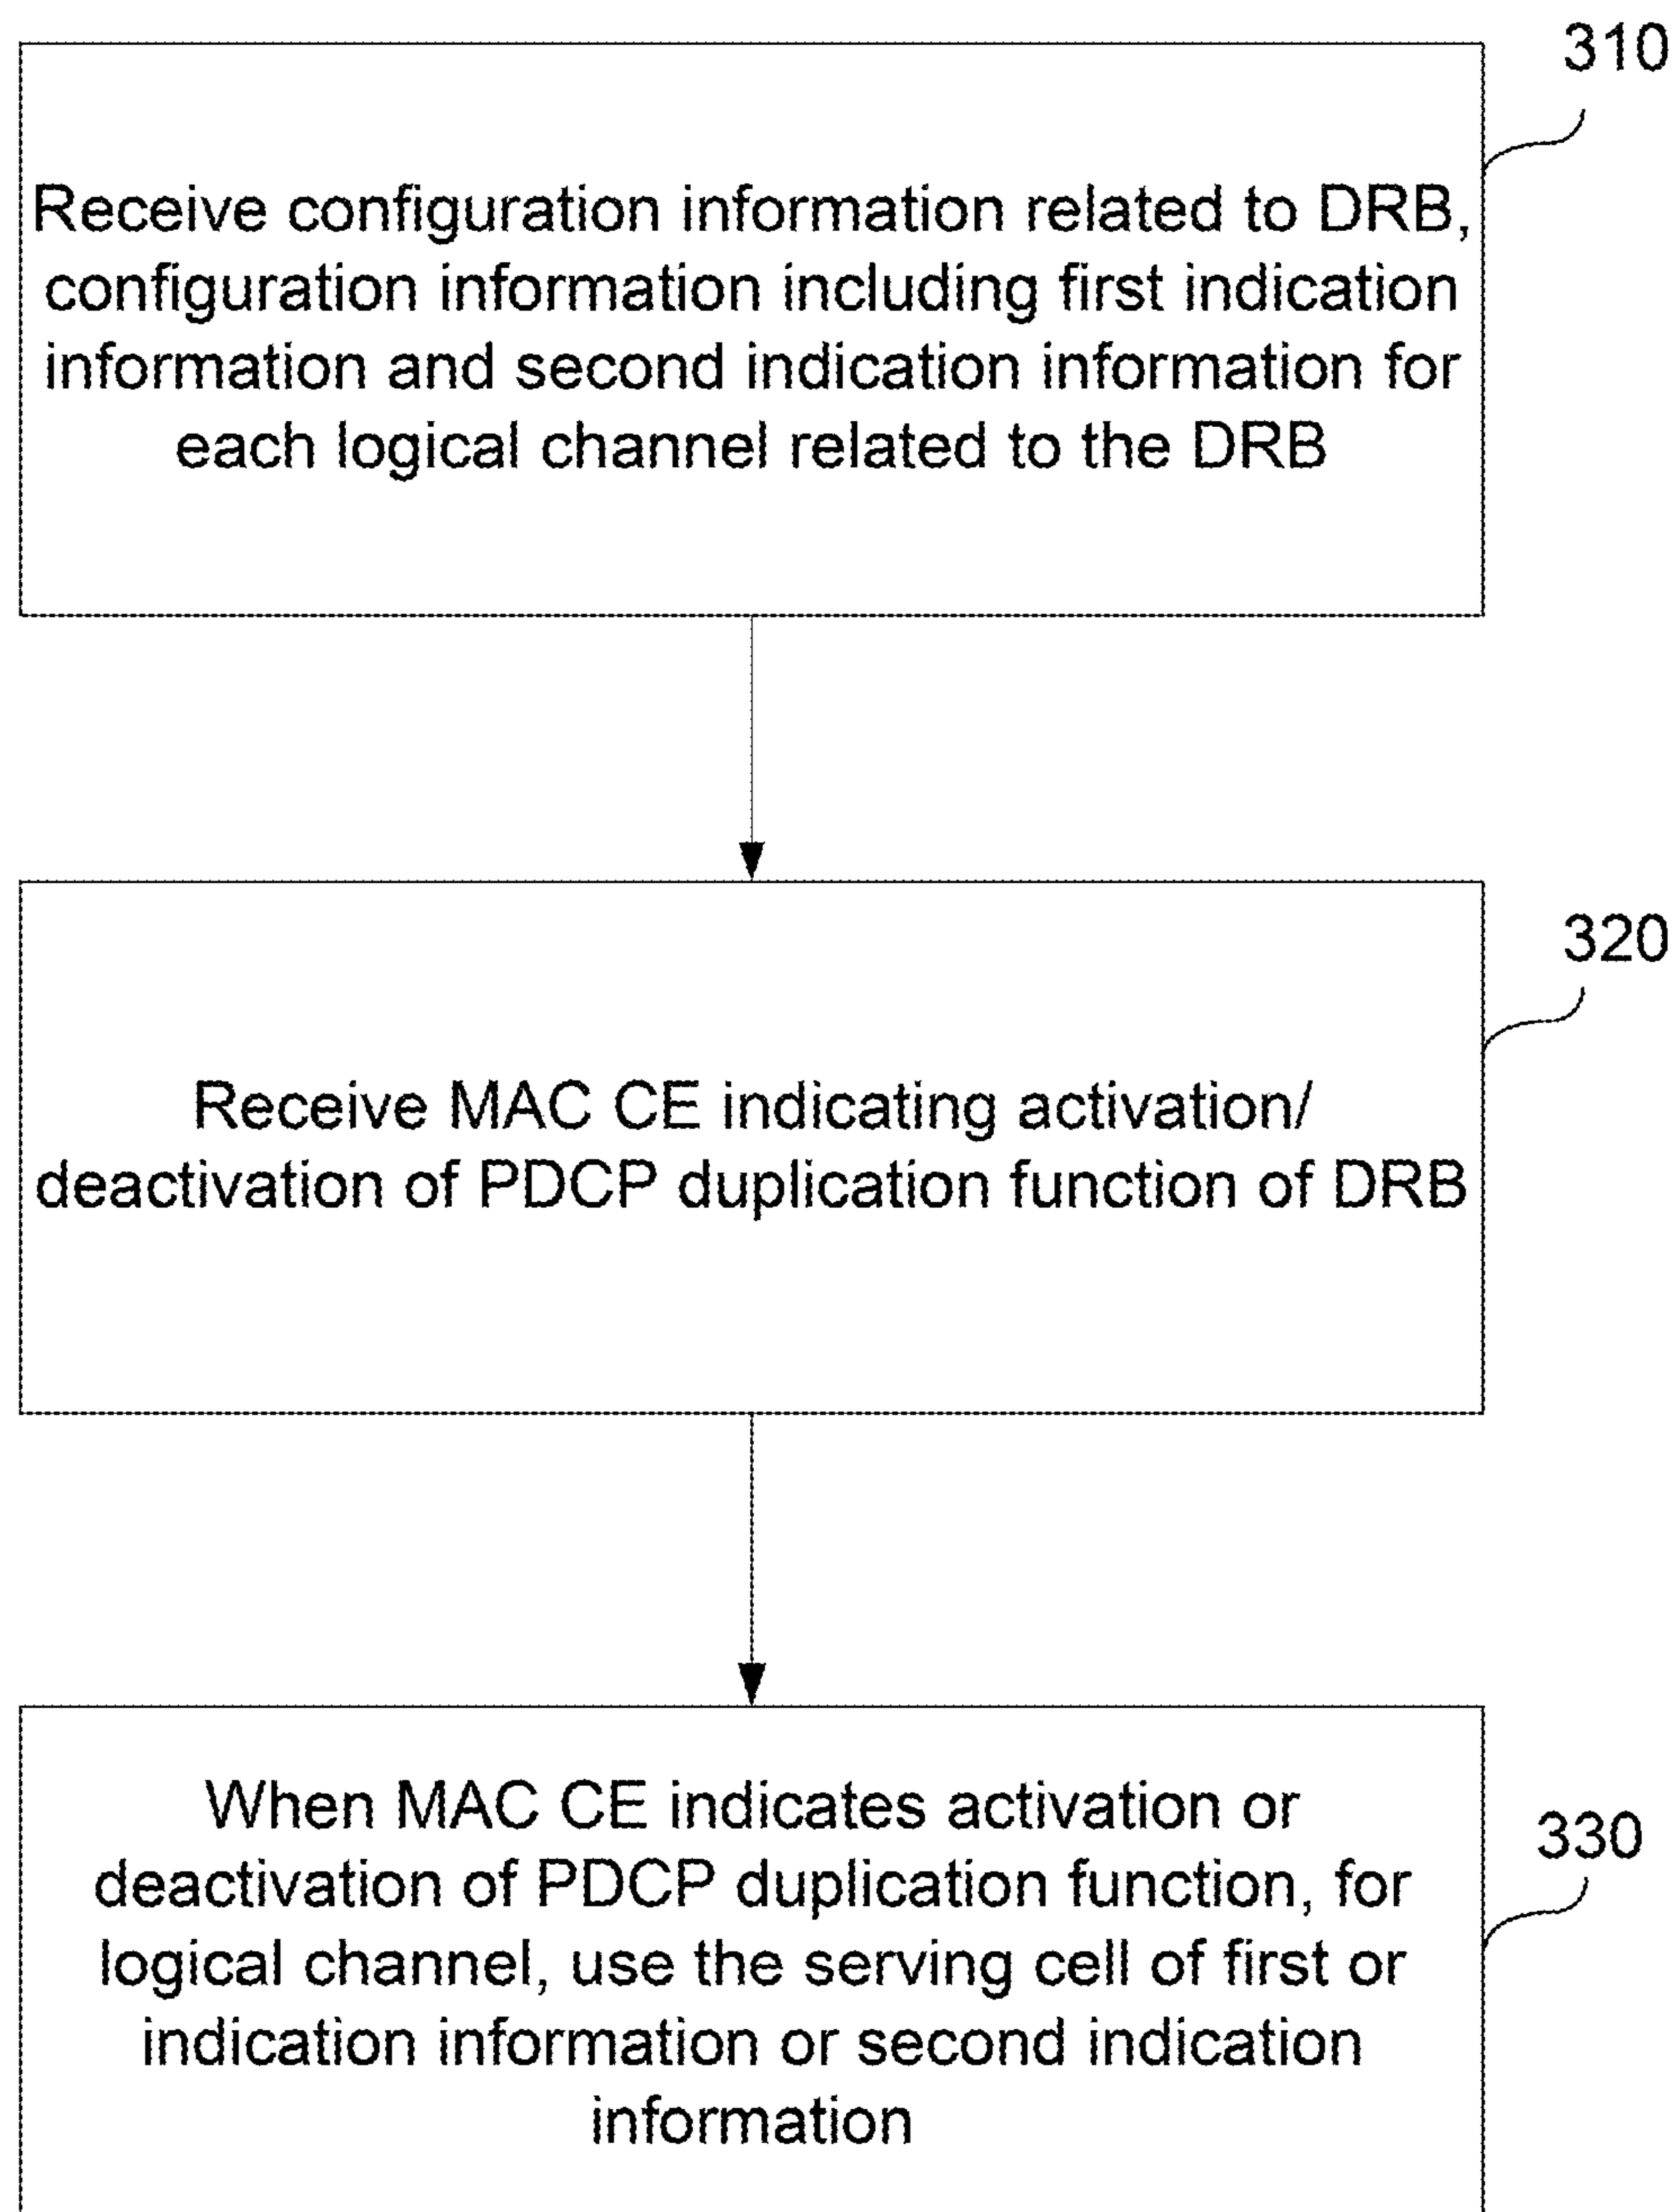 310
Receive configuration information related to DRB,
configuration information including first indication
information and second indication information for
each logical channel related to the DRB
320
Receive MAC CE indicating activation/
deactivation of PDCP duplication function of DRB
When MAC CE indicates activation or
330
deactivation of PDCP duplication function, for
logical channel, use the serving cell of first or
indication information or second indication
information